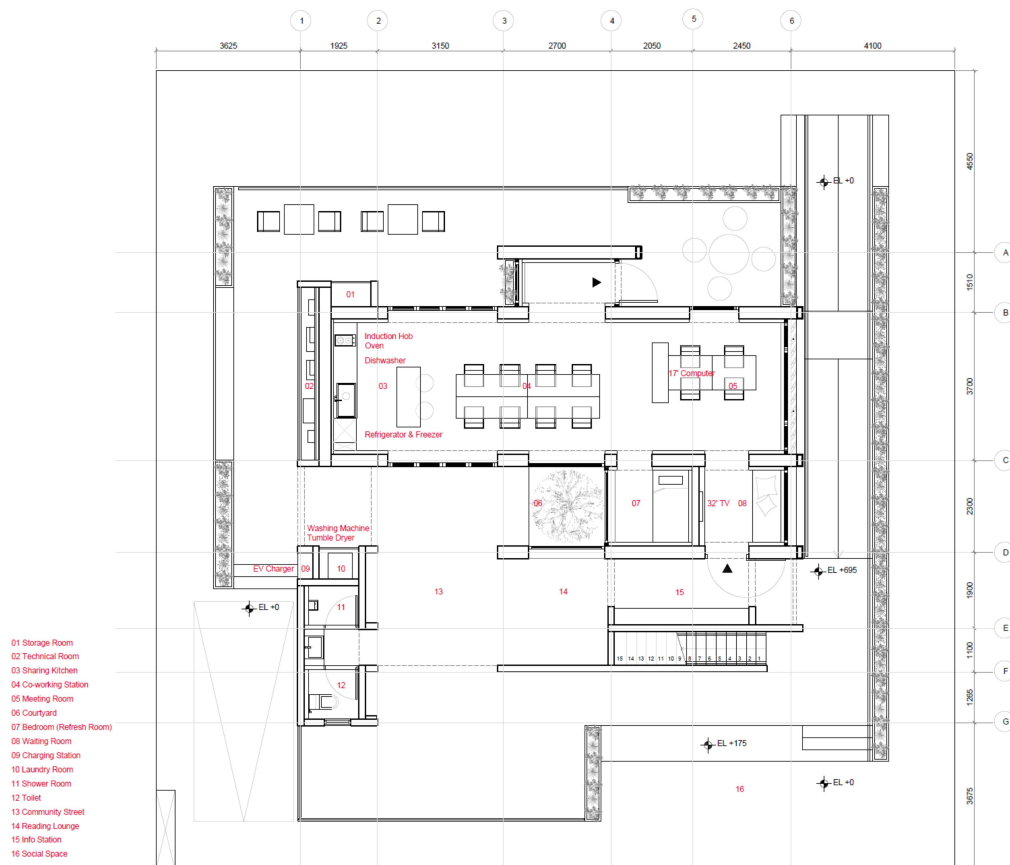 1 2 3 4 5 6
3625 1925 3150 2700 2050 2450 4100
4550
EL +0
A
01
1510
B
Induction Hob
Oven
Dishwasher
17' Computer
02 03 04 05
3700
Refrigerator & Freezer
C
06 07 32' TV 08
2300
Washing Machine
Tumble Dryer
D
EV Charger 09 10
EL +695
13 14 15
1900
EL +0
11
E
01 Storage Room
02 Technical Room
03 Sharing Kitchen
04 Co-working Station
05 Meeting Room
06 Courtyard
07 Bedroom (Refresh Room)
08 Waiting Room
09 Charging Station
10 Laundry Room
11 Shower Room
12 Toilet
13 Community Street
14 Reading Lounge
15 Info Station
16 Social Space
15 14 13 12 11 10 9 8 7 6 5 4 3 2 1
1100
F
12
1265
G
EL +175
EL +0
16
3675